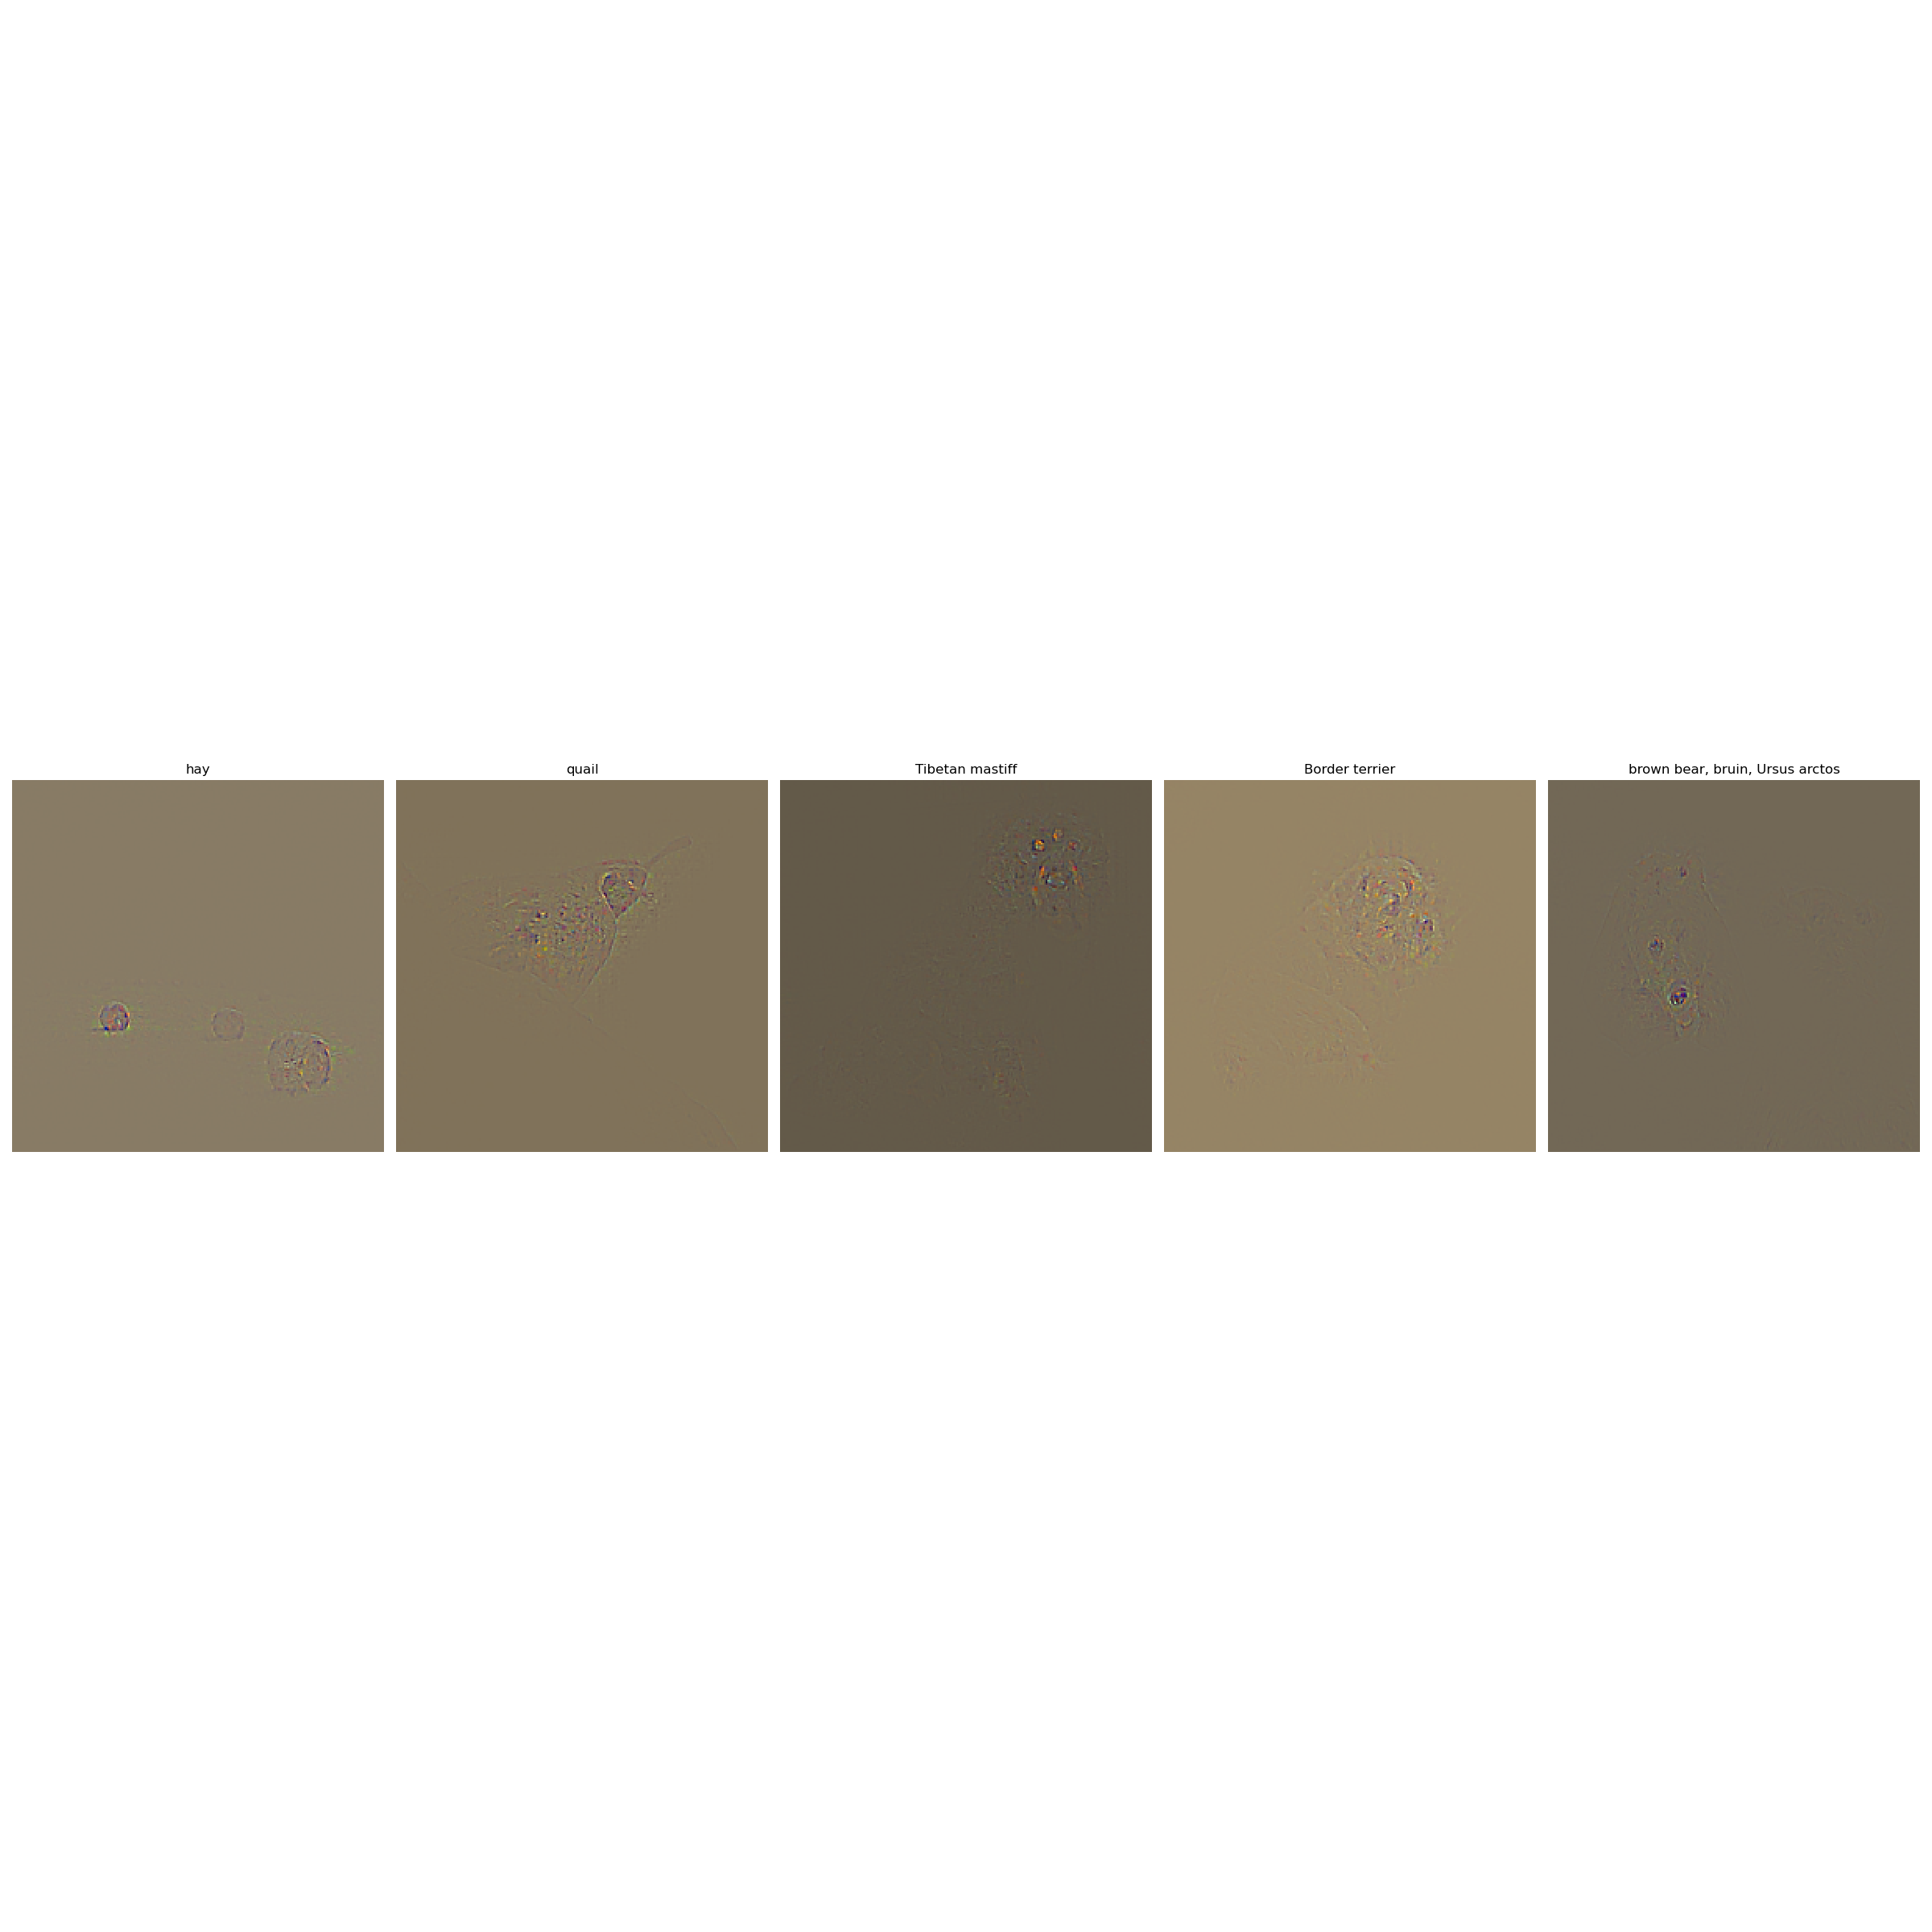 hay
quail
Tibetan mastiff
Border terrier
brown bear, bruin, Ursus arctos